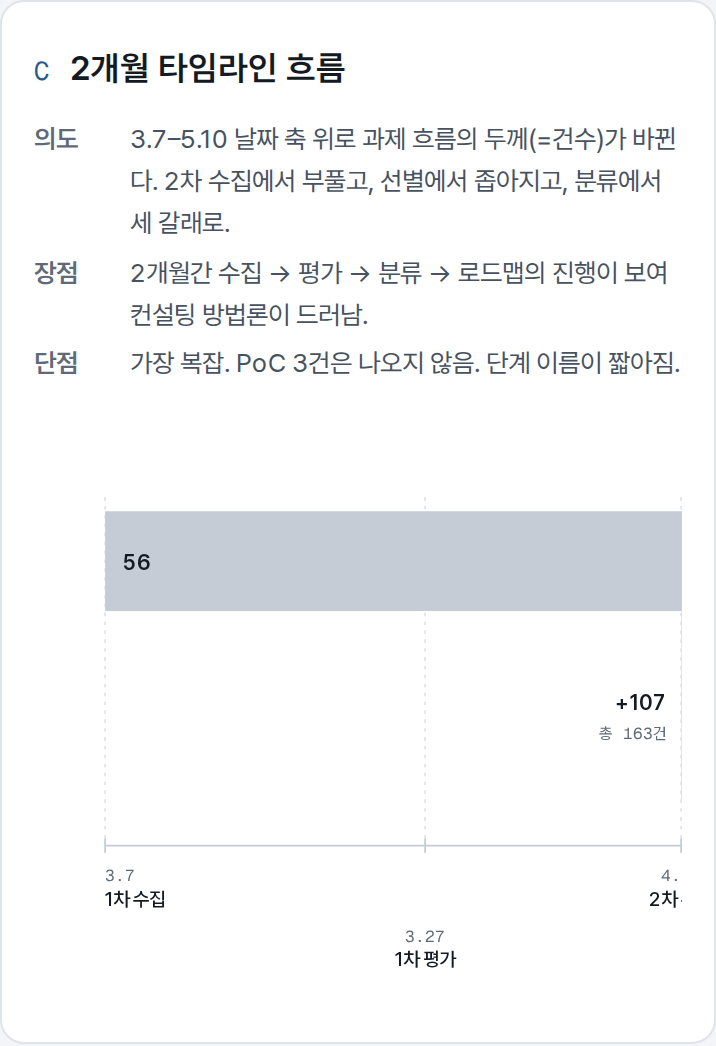 C 2개월 타임라인 흐름
의도 3.7–5.10 날짜 축 위로 과제 흐름의 두께(=건수)가 바뀐
다. 2차 수집에서 부풀고, 선별에서 좁아지고, 분류에서
세 갈래로.
장점 2개월간 수집 → 평가 → 분류 → 로드맵의 진행이 보여
컨설팅 방법론이 드러남.
단점 가장 복잡. PoC 3건은 나오지 않음. 단계 이름이 짧아짐.
56
+107
총 163건
3.7 4.
1차 수집 2차
3.27
1차 평가